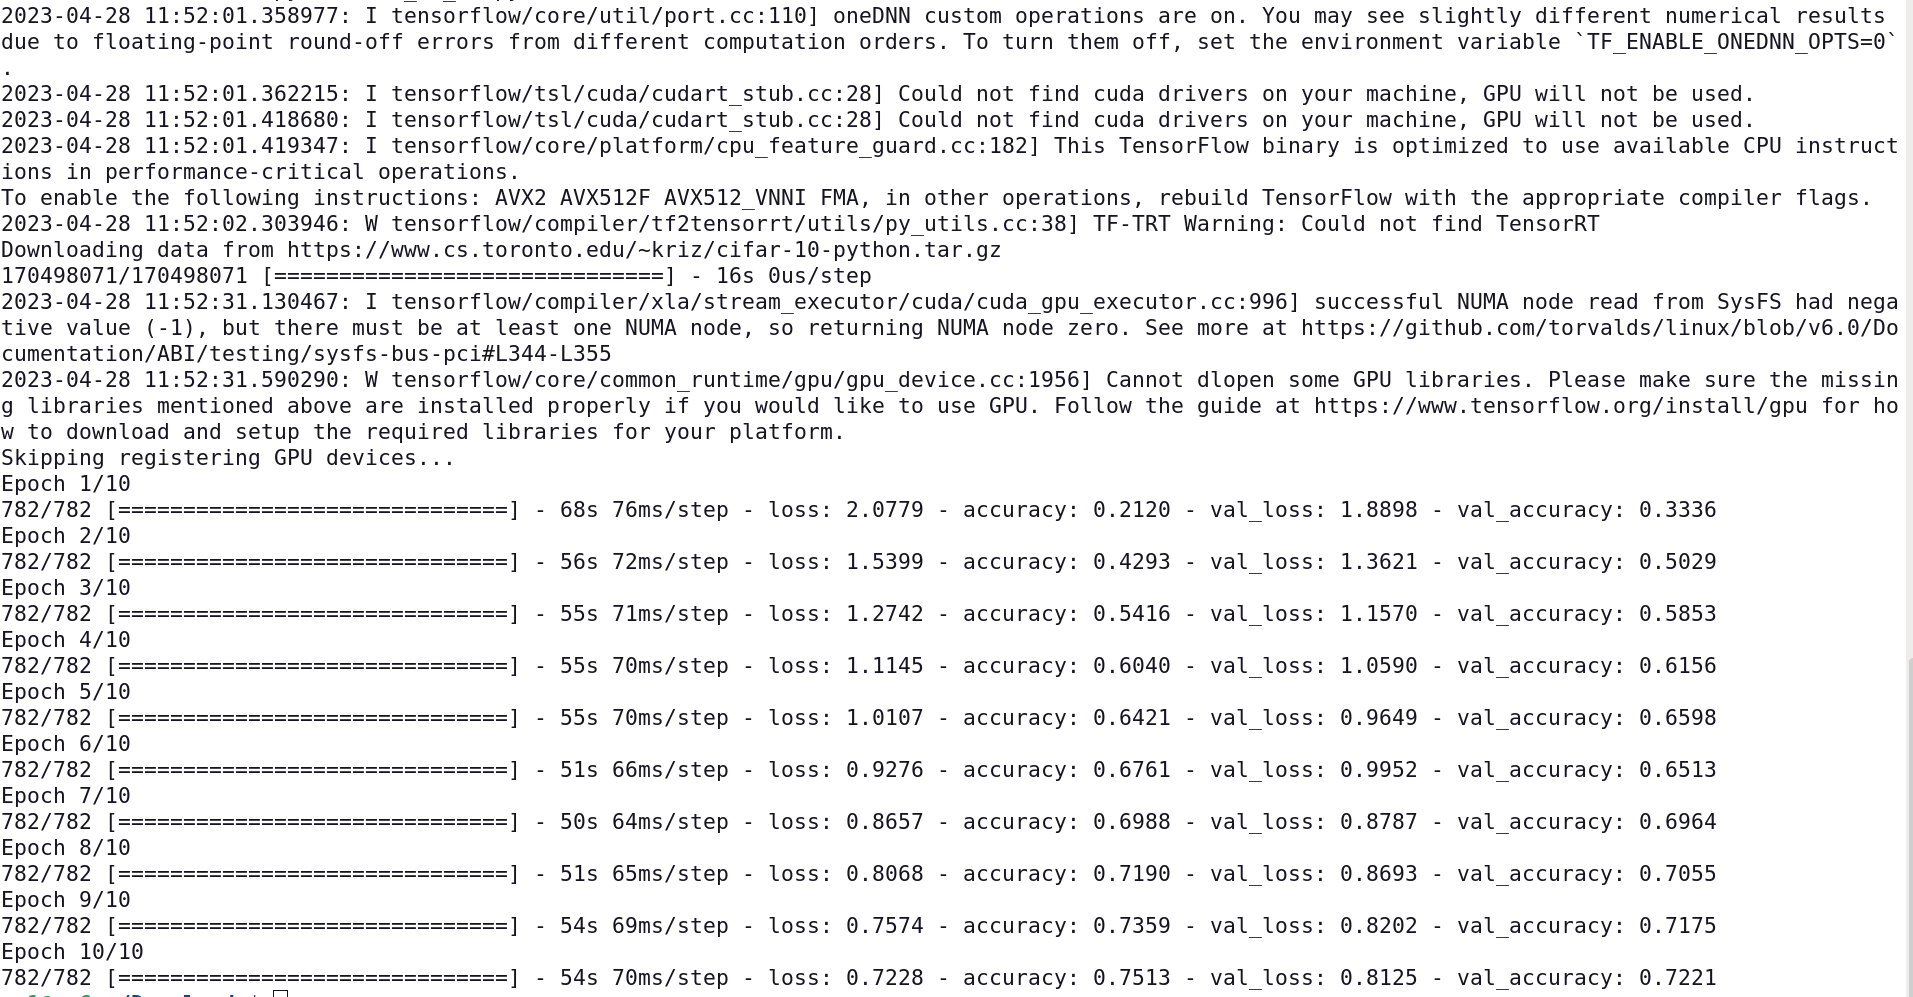 2023-04-28 11:52:01.358977: I tensorflow/core/util/port.cc:110] oneDNN custom operations are on. You may see slightly different numerical results
due to floating-point round-off errors from different computation orders. To turn them off, set the environment variable `TF_ENABLE_ONEDNN_OPTS=0`
.
2023-04-28 11:52:01.362215: I tensorflow/tsl/cuda/cudart_stub.cc:28] Could not find cuda drivers on your machine, GPU will not be used.
2023-04-28 11:52:01.418680: I tensorflow/tsl/cuda/cudart_stub.cc:28] Could not find cuda drivers on your machine, GPU will not be used.
2023-04-28 11:52:01.419347: I tensorflow/core/platform/cpu_feature_guard.cc:182] This TensorFlow binary is optimized to use available CPU instruct
ions in performance-critical operations.
To enable the following instructions: AVX2 AVX512F AVX512_VNNI FMA, in other operations, rebuild TensorFlow with the appropriate compiler flags.
2023-04-28 11:52:02.303946: W tensorflow/compiler/tf2tensorrt/utils/py_utils.cc:38] TF-TRT Warning: Could not find TensorRT
Downloading data from https://www.cs.toronto.edu/~kriz/cifar-10-python.tar.gz
170498071/170498071 [==============================] - 16s 0us/step
2023-04-28 11:52:31.130467: I tensorflow/compiler/xla/stream_executor/cuda/cuda_gpu_executor.cc:996] successful NUMA node read from SysFS had nega
tive value (-1), but there must be at least one NUMA node, so returning NUMA node zero. See more at https://github.com/torvalds/linux/blob/v6.0/Do
cumentation/ABI/testing/sysfs-bus-pci#L344-L355
2023-04-28 11:52:31.590290: W tensorflow/core/common_runtime/gpu/gpu_device.cc:1956] Cannot dlopen some GPU libraries. Please make sure the missin
g libraries mentioned above are installed properly if you would like to use GPU. Follow the guide at https://www.tensorflow.org/install/gpu for ho
w to download and setup the required libraries for your platform.
Skipping registering GPU devices...
Epoch 1/10
782/782 [==============================] - 68s 76ms/step - loss: 2.0779 - accuracy: 0.2120 - val_loss: 1.8898 - val_accuracy: 0.3336
Epoch 2/10
782/782 [==============================] - 56s 72ms/step - loss: 1.5399 - accuracy: 0.4293 - val_loss: 1.3621 - val_accuracy: 0.5029
Epoch 3/10
782/782 [==============================] - 55s 71ms/step - loss: 1.2742 - accuracy: 0.5416 - val_loss: 1.1570 - val_accuracy: 0.5853
Epoch 4/10
782/782 [==============================] - 55s 70ms/step - loss: 1.1145 - accuracy: 0.6040 - val_loss: 1.0590 - val_accuracy: 0.6156
Epoch 5/10
782/782 [==============================] - 55s 70ms/step - loss: 1.0107 - accuracy: 0.6421 - val_loss: 0.9649 - val_accuracy: 0.6598
Epoch 6/10
782/782 [==============================] - 51s 66ms/step - loss: 0.9276 - accuracy: 0.6761 - val_loss: 0.9952 - val_accuracy: 0.6513
Epoch 7/10
782/782 [==============================] - 50s 64ms/step - loss: 0.8657 - accuracy: 0.6988 - val_loss: 0.8787 - val_accuracy: 0.6964
Epoch 8/10
782/782 [==============================] - 51s 65ms/step - loss: 0.8068 - accuracy: 0.7190 - val_loss: 0.8693 - val_accuracy: 0.7055
Epoch 9/10
782/782 [==============================] - 54s 69ms/step - loss: 0.7574 - accuracy: 0.7359 - val_loss: 0.8202 - val_accuracy: 0.7175
Epoch 10/10
782/782 [==============================] - 54s 70ms/step - loss: 0.7228 - accuracy: 0.7513 - val_loss: 0.8125 - val_accuracy: 0.7221